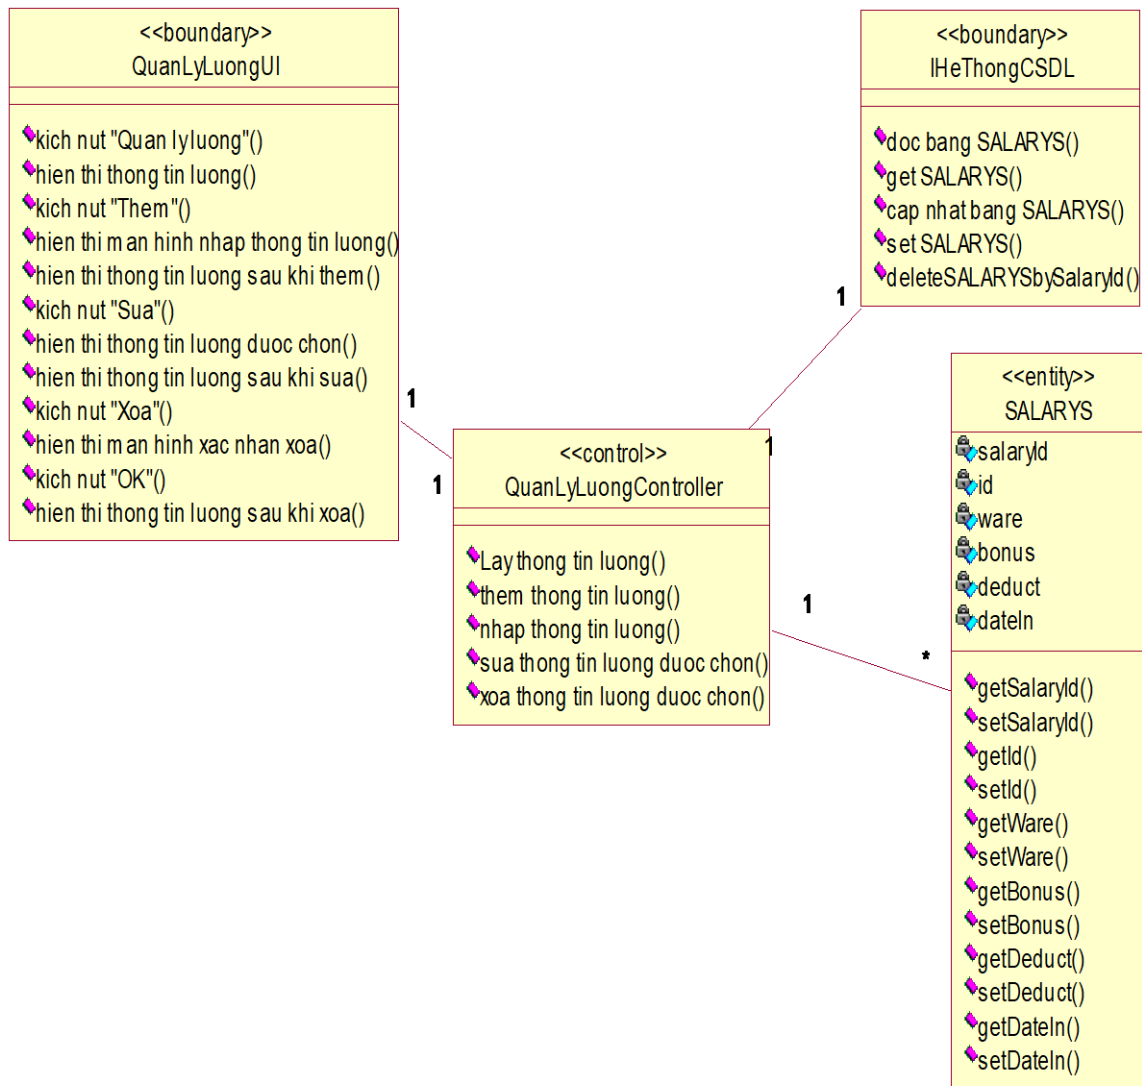 <<boundary>>
QuanLyLuongUI
kich nut "Quan ly luong"()
hien thi thong tin luong()
kich nut "Them"()
hien thi man hinh nhap thong tin luong()
hien thi thong tin luong sau khi them()
kich nut "Sua"()
hien thi thong tin luong duoc chon()
hien thi thong tin luong sau khi sua()
kich nut "Xoa"()
hien thi man hinh xac nhan xoa()
kich nut "OK"()
hien thi thong tin luong sau khi xoa()
<<boundary>>
IHeThongCSDL
doc bang SALARYS()
get SALARYS()
cap nhat bang SALARYS()
set SALARYS()
deleteSALARYSbySalaryId()
1
1
1
1
<<control>>
QuanLyLuongController
Lay thong tin luong()
them thong tin luong()
nhap thong tin luong()
sua thong tin luong duoc chon()
xoa thong tin luong duoc chon()
1
*
<<entity>>
SALARYS
salaryId
id
ware
bonus
deduct
dateIn
getSalaryId()
setSalaryId()
getId()
setId()
getWare()
setWare()
getBonus()
setBonus()
getDeduct()
setDeduct()
getDateIn()
setDateIn()